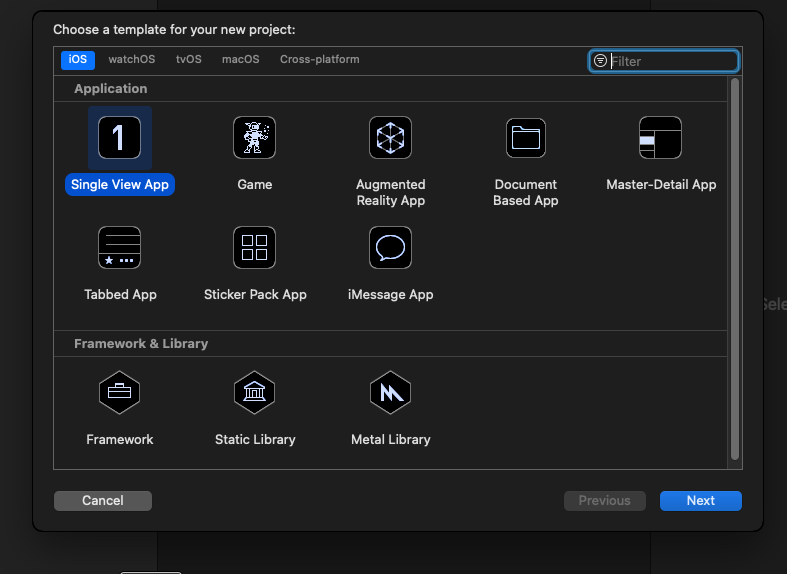 Choose a template for your new project:
iOS watchOS tvOS macOS Cross-platform Filter
Application
1
Single View App Game Augmented Reality App Document Based App Master-Detail App
Tabbed App Sticker Pack App iMessage App
Sele
Framework & Library
Framework Static Library Metal Library
Cancel Previous Next